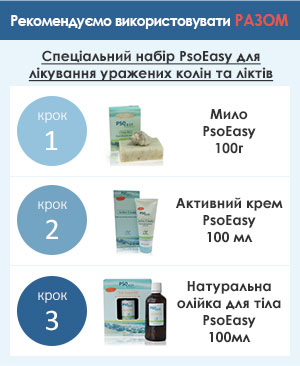 Рекомендуємо використовувати РАЗОМ
Спеціальний набір PsoEasy для
лікування уражених колін та ліктів
крок
1
Мило
PsoEasy
100г
крок
2
Активний крем
PsoEasy
100 мл
крок
3
Натуральна
олійка для тіла
PsoEasy
100мл